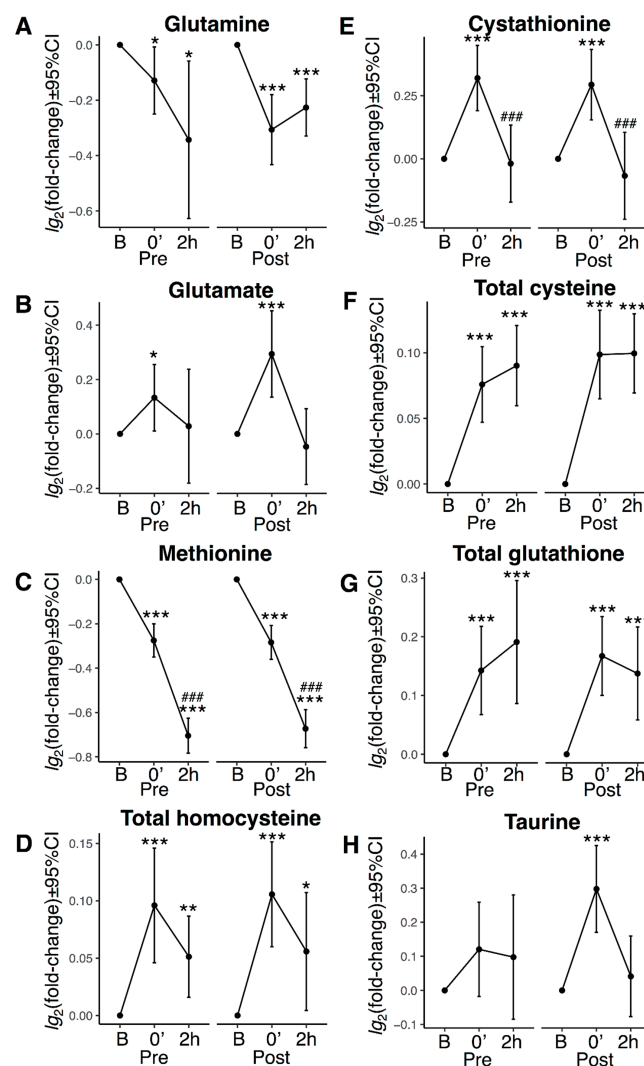 A Glutamine
lg2(fold-change)±95%CI
0.0
−0.2
−0.4
−0.6
* * *** ***
B 0’ 2h B 0’ 2h
Pre Post
B Glutamate
lg2(fold-change)±95%CI
0.4
0.2
0.0
−0.2
* ***
B 0’ 2h B 0’ 2h
Pre Post
C Methionine
lg2(fold-change)±95%CI
0.0
−0.2
−0.4
−0.6
−0.8
*** ***
### ###
*** ***
B 0’ 2h B 0’ 2h
Pre Post
D Total homocysteine
lg2(fold-change)±95%CI
0.15
0.10
0.05
0.00
*** ** *** *
B 0’ 2h B 0’ 2h
Pre Post
E Cystathionine
lg2(fold-change)±95%CI
0.25
0.00
−0.25
*** ***
### ###
B 0’ 2h B 0’ 2h
Pre Post
F Total cysteine
lg2(fold-change)±95%CI
0.10
0.05
0.00
*** *** *** ***
B 0’ 2h B 0’ 2h
Pre Post
G Total glutathione
lg2(fold-change)±95%CI
0.3
0.2
0.1
0.0
*** *** *** **
B 0’ 2h B 0’ 2h
Pre Post
H Taurine
lg2(fold-change)±95%CI
0.4
0.3
0.2
0.1
0.0
−0.1
***
B 0’ 2h B 0’ 2h
Pre Post